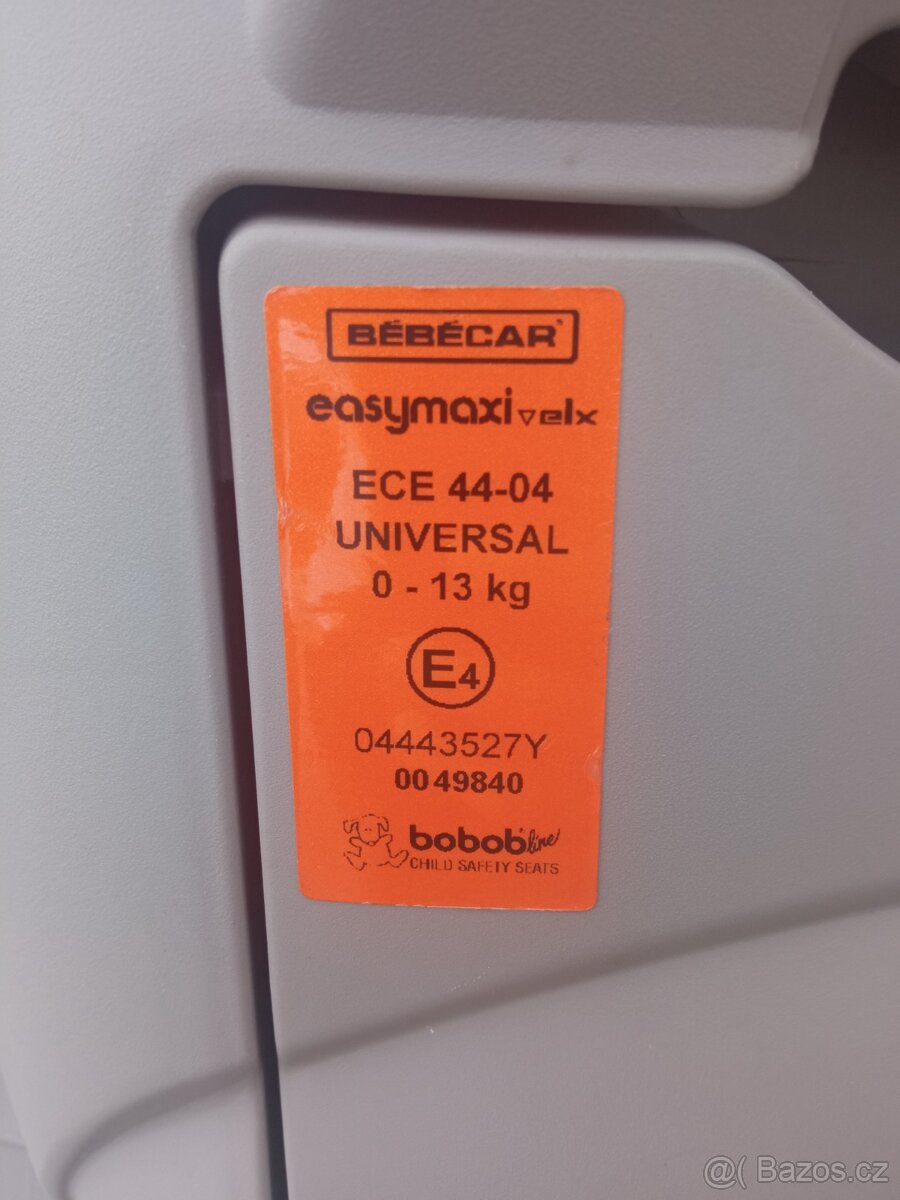 BÉBÉCAR
easymaxi elx
ECE 44-04
UNIVERSAL
0 - 13 kg
E4
04443527Y
0049840
bobob line
CHILD SAFETY SEATS
@( Bazos.cz